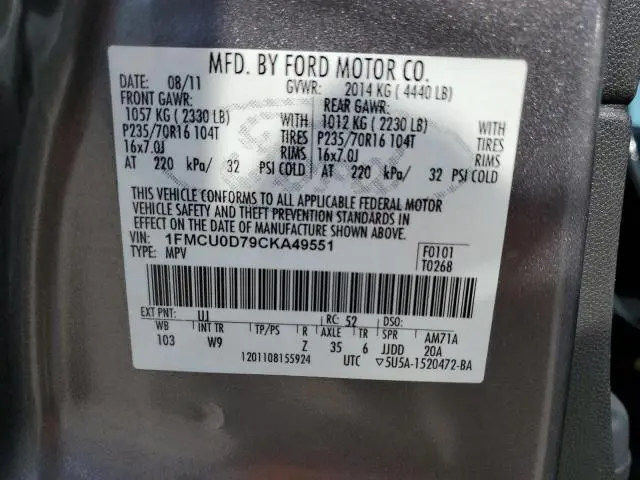 MFD. BY FORD MOTOR CO.
DATE: 08/11 GVWR: 2014 KG ( 4440 LB)
FRONT GAWR: REAR GAWR:
1057 KG ( 2330 LB) WITH 1012 KG ( 2230 LB) WITH
P235/70R16 104T TIRES P235/70R16 104T TIRES
16x7.0J RIMS 16x7.0J RIMS
AT 220 kPa/ 32 PSI COLD AT 220 kPa/ 32 PSI COLD
THIS VEHICLE CONFORMS TO ALL APPLICABLE FEDERAL MOTOR
VEHICLE SAFETY AND THEFT PREVENTION STANDARDS IN
EFFECT ON THE DATE OF MANUFACTURE SHOWN ABOVE.
VIN: 1FMCU0D79CKA49551 F0101
TYPE: MPV T0268
EXT PNT: UJ RC: 52 DSO:
WB INT TR TP/PS R AXLE TR SPR AM71A
103 W9 Z 35 6 JJDD 20A
1201108155924 UTC ▽5U5A-1520472-BA